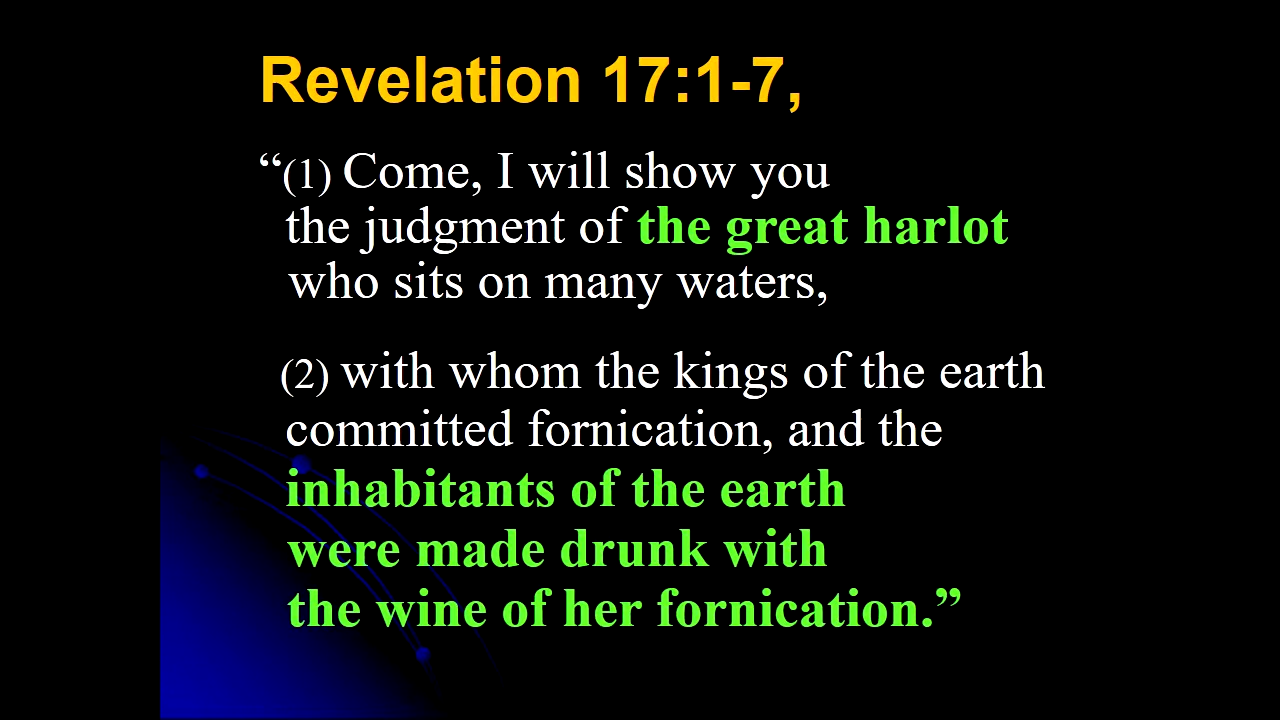 Revelation 17:1-7,
“(1) Come, I will show you
the judgment of the great harlot
who sits on many waters,
(2) with whom the kings of the earth
committed fornication, and the
inhabitants of the earth
were made drunk with
the wine of her fornication.”